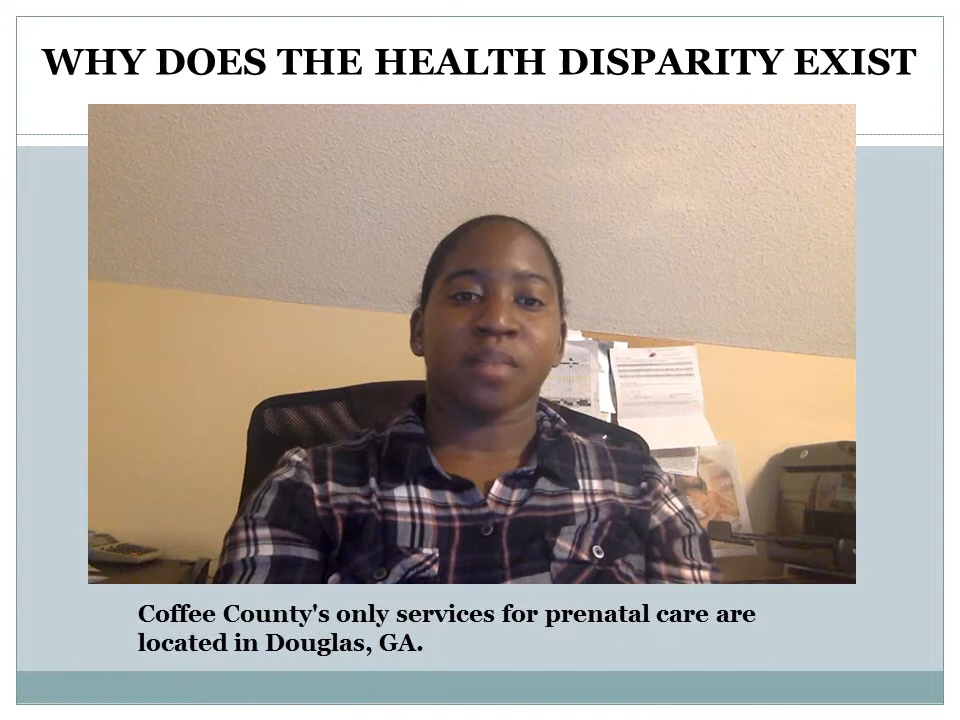 WHY DOES THE HEALTH DISPARITY EXIST
Coffee County's only services for prenatal care are
located in Douglas, GA.